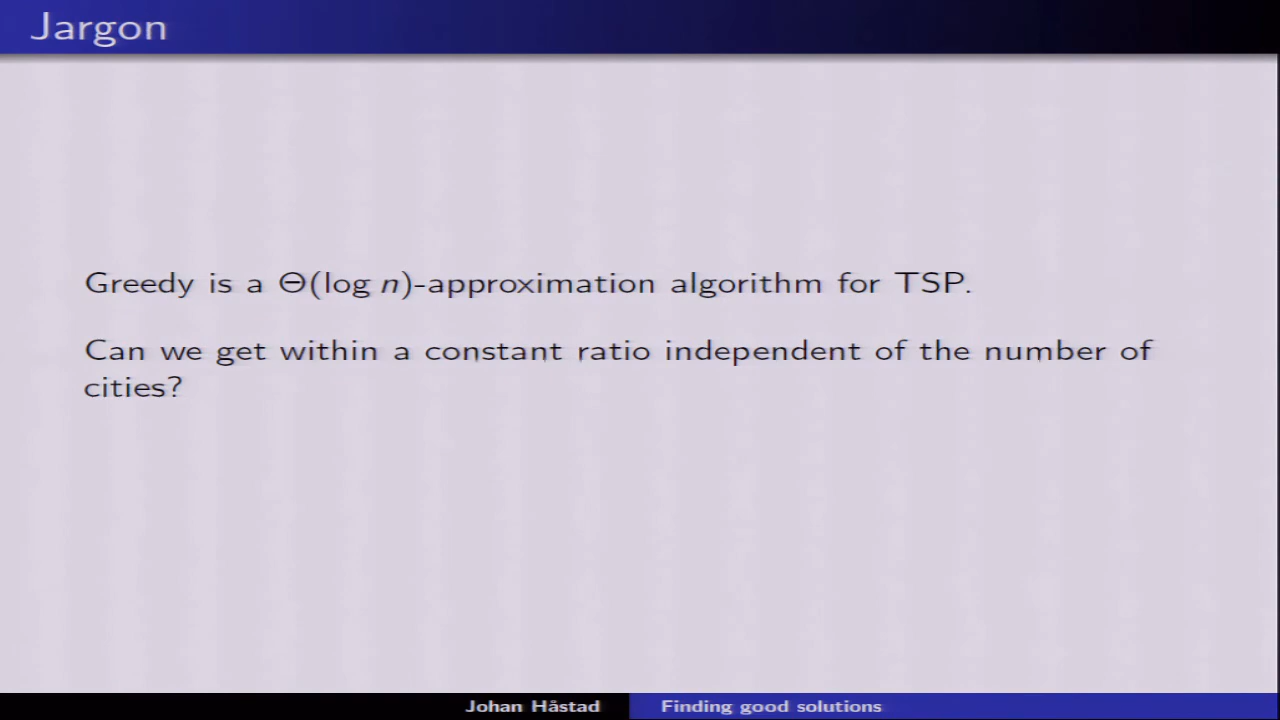 Jargon
Greedy is a Θ(log n)-approximation algorithm for TSP.
Can we get within a constant ratio independent of the number of
cities?
Johan Håstad
Finding good solutions